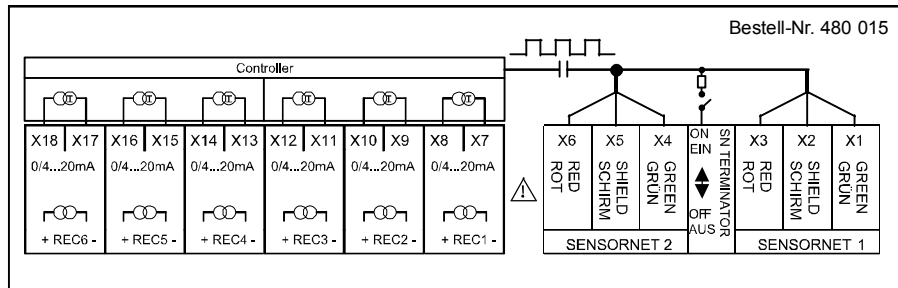 Bestell-Nr. 480 015
Controller
X18 X17 X16 X15 X14 X13 X12 X11 X10 X9 X8 X7
0/4...20mA 0/4...20mA 0/4...20mA 0/4...20mA 0/4...20mA 0/4...20mA
+ REC6 - + REC5 - + REC4 - + REC3 - + REC2 - + REC1 -
X6 X5 X4
RED
ROT
SHIELD
SCHIRM
GREEN
GRÜN
SENSORNET 2
ON
EIN
OFF
AUS
SN TERMINATOR
X3 X2 X1
RED
ROT
SHIELD
SCHIRM
GREEN
GRÜN
SENSORNET 1